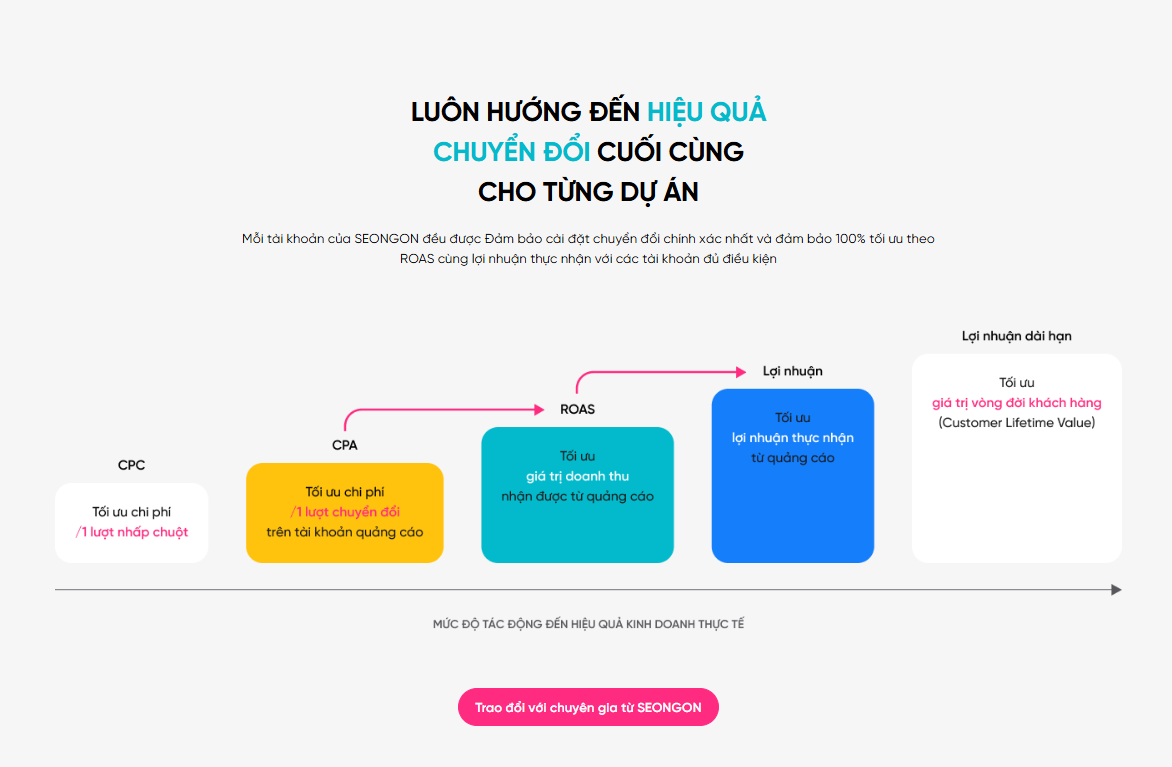 LUÔN HƯỚNG ĐẾN HIỆU QUẢ
CHUYỂN ĐỔI CUỐI CÙNG
CHO TỪNG DỰ ÁN
Mỗi tài khoản của SEONGON đều được Đảm bảo cài đặt chuyển đổi chính xác nhất và đảm bảo 100% tối ưu theo
ROAS cùng lợi nhuận thực nhận với các tài khoản đủ điều kiện
CPC
Tối ưu chi phí
/1 lượt nhấp chuột
CPA
Tối ưu chi phí
/1 lượt chuyển đổi
trên tài khoản quảng cáo
ROAS
Tối ưu
giá trị doanh thu
nhận được từ quảng cáo
Lợi nhuận
Tối ưu
lợi nhuận thực nhận
từ quảng cáo
Lợi nhuận dài hạn
Tối ưu
giá trị vòng đời khách hàng
(Customer Lifetime Value)
MỨC ĐỘ TÁC ĐỘNG ĐẾN HIỆU QUẢ KINH DOANH THỰC TẾ
Trao đổi với chuyên gia từ SEONGON